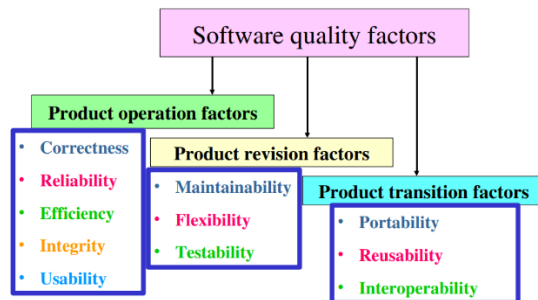 Software quality factors
Product operation factors
• Correctness
• Reliability
• Efficiency
• Integrity
• Usability
Product revision factors
• Maintainability
• Flexibility
• Testability
Product transition factors
• Portability
• Reusability
• Interoperability